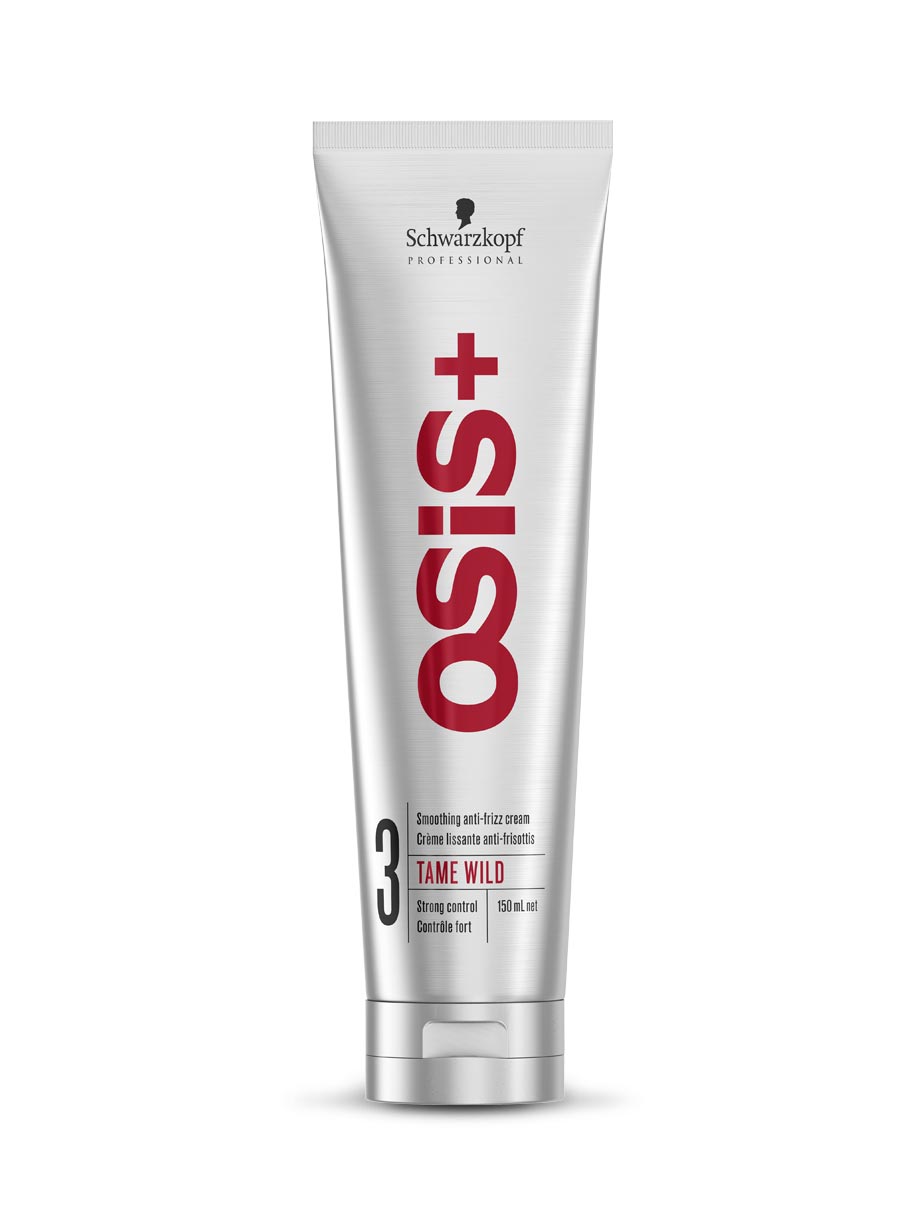 Schwarzkopf
PROFESSIONAL
OSiS+
3
Smoothing anti-frizz cream
Crème lissante anti-frisottis
TAME WILD
Strong control
Contrôle fort
150 mL net